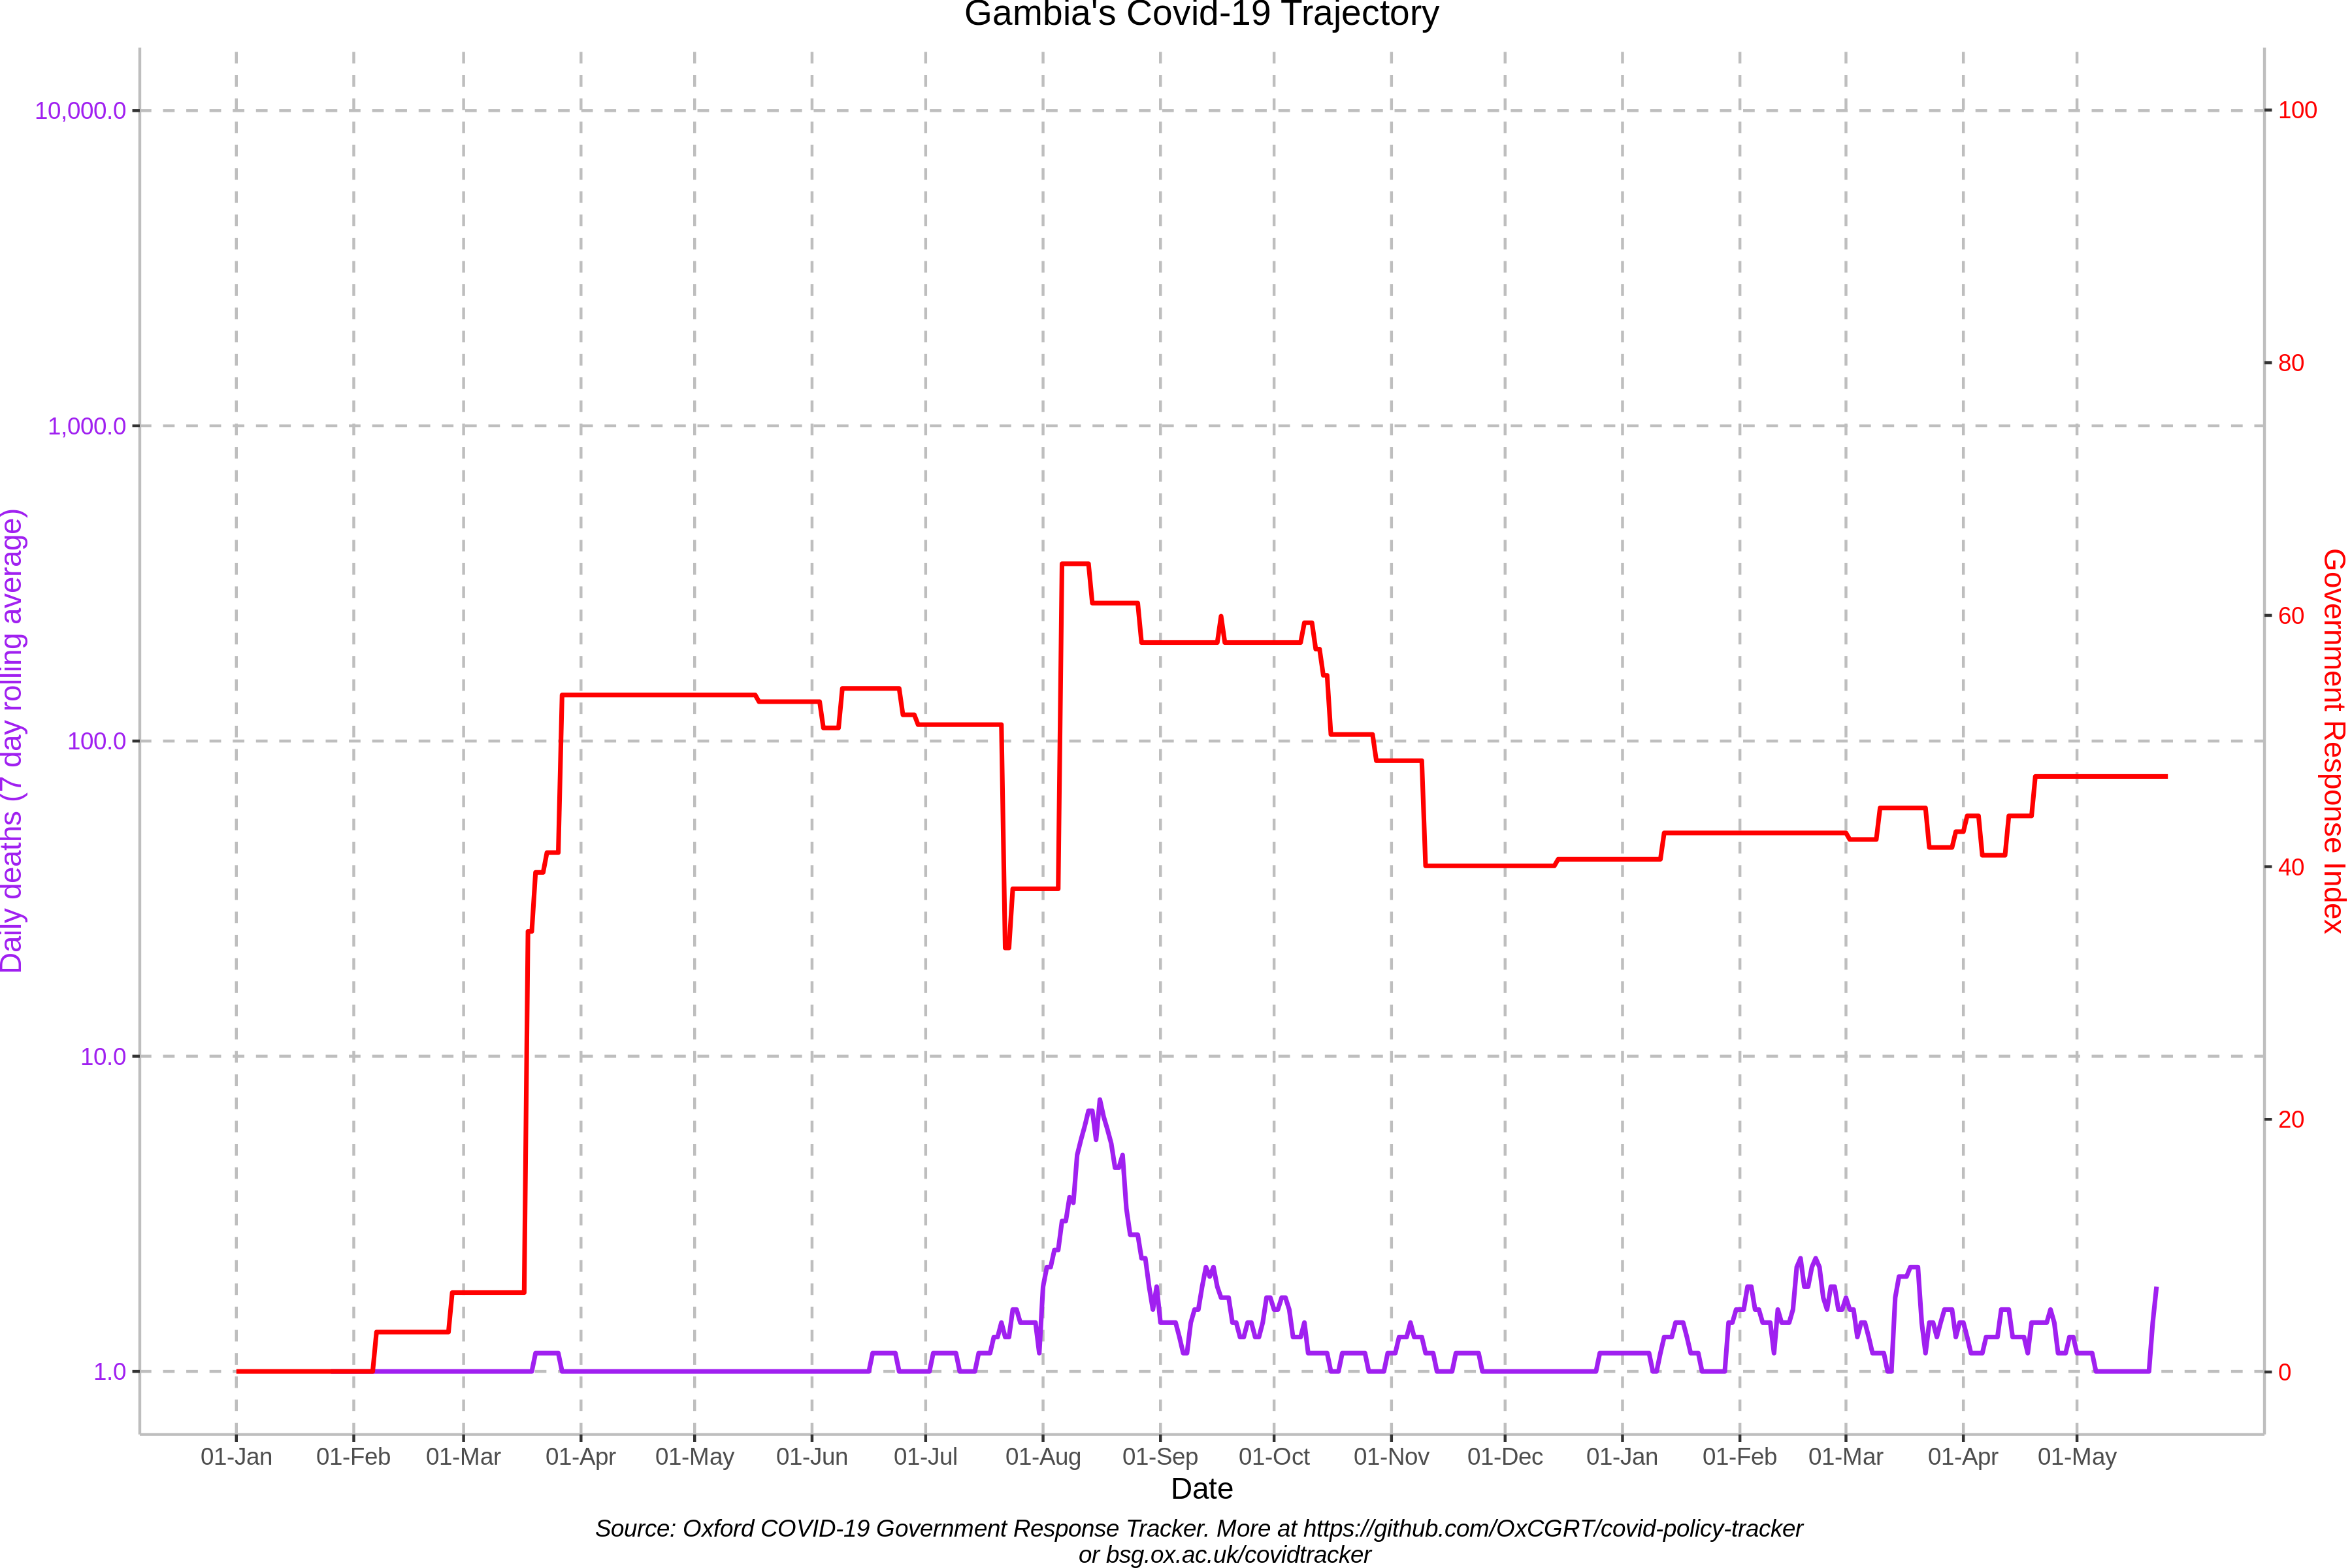 Gambia's Covid-19 Trajectory
10,000.0
1,000.0
100.0
10.0
1.0
Daily deaths (7 day rolling average)
100
80
60
40
20
0
Government Response Index
01-Jan 01-Feb 01-Mar 01-Apr 01-May 01-Jun 01-Jul 01-Aug 01-Sep 01-Oct 01-Nov 01-Dec 01-Jan 01-Feb 01-Mar 01-Apr 01-May
Date
Source: Oxford COVID-19 Government Response Tracker. More at https://github.com/OxCGRT/covid-policy-tracker
or bsg.ox.ac.uk/covidtracker